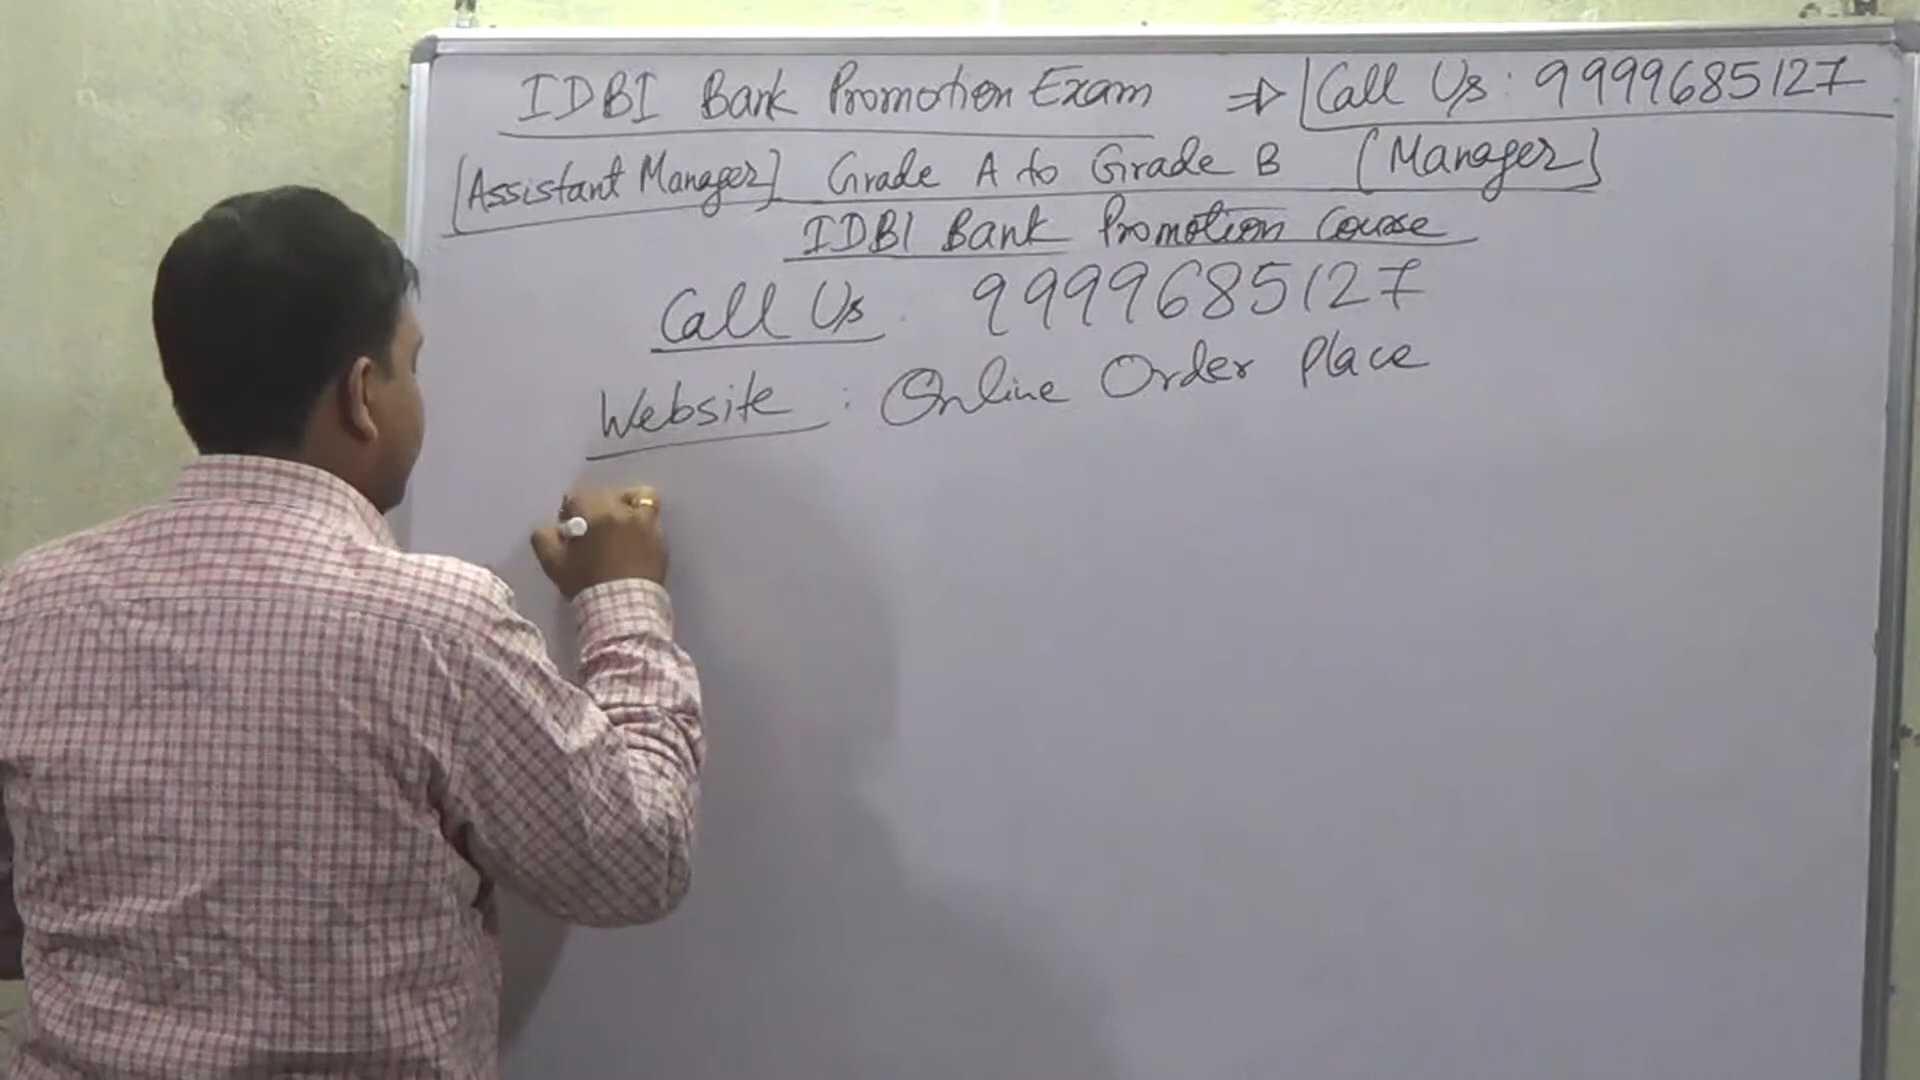 IDBI Bank Promotion Exam ⇒ Call Us: 9999685127
[Assistant Manager] Grade A to Grade B [Manager]
IDBI Bank Promotion Course
Call Us: 9999685127
Website: Online Order Place